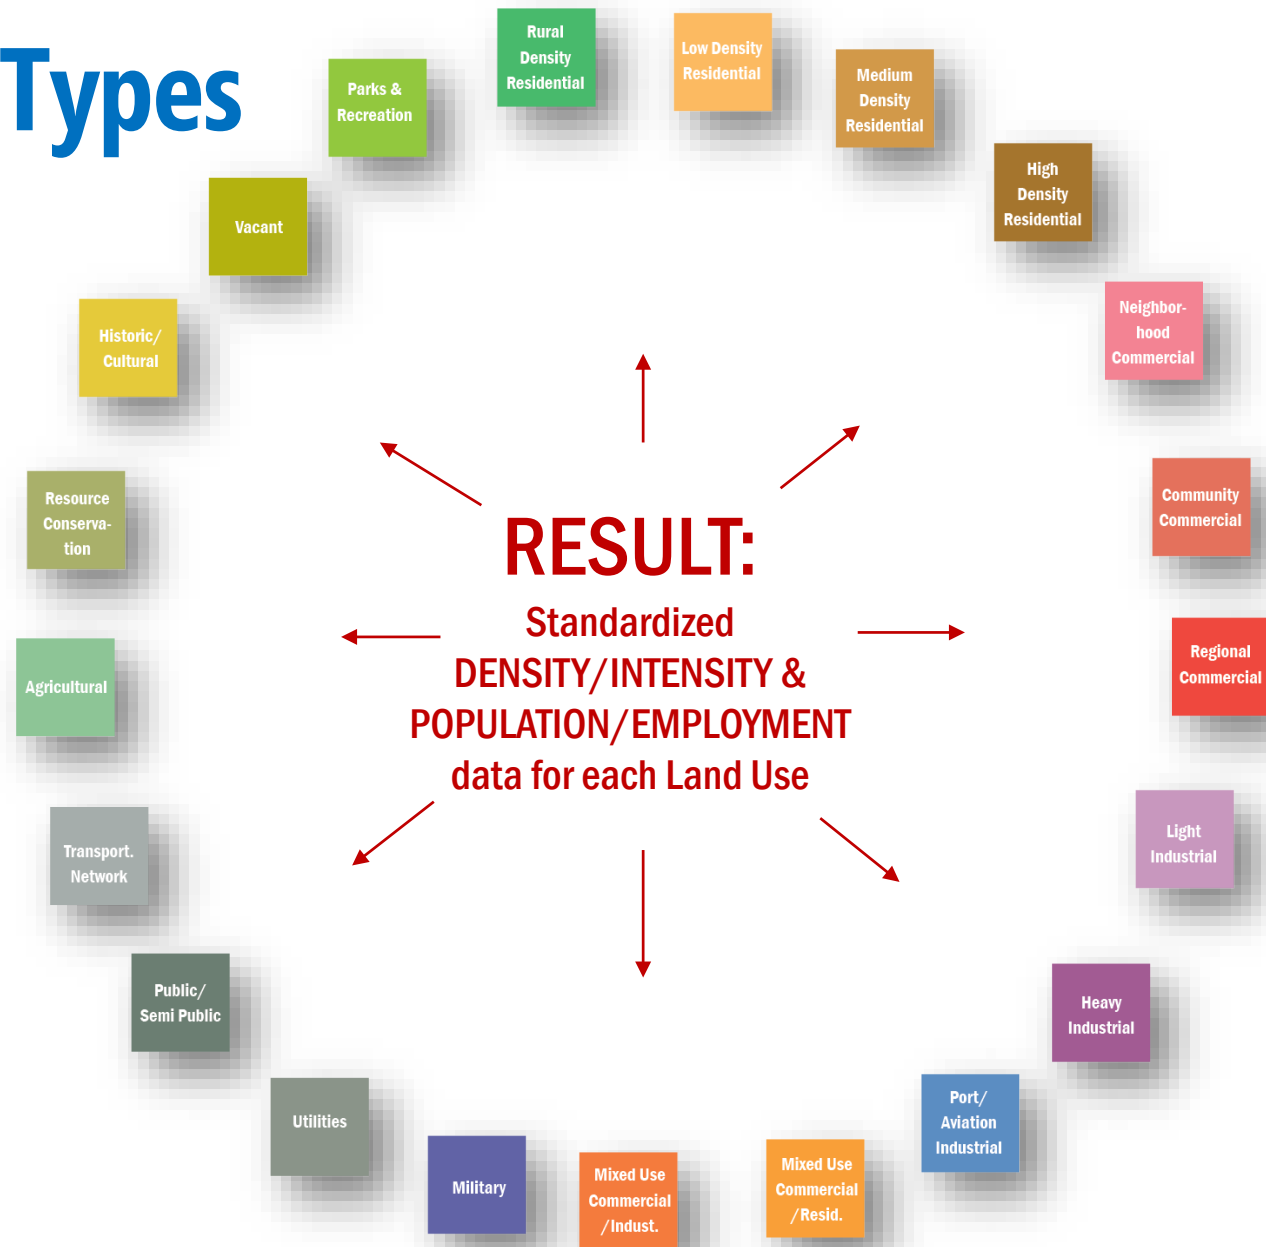 Types
Rural
Density
Residential
Low Density
Residential
Medium
Density
Residential
High
Density
Residential
Neighbor-
hood
Commercial
Community
Commercial
Regional
Commercial
Light
Industrial
Heavy
Industrial
Port/
Aviation
Industrial
Mixed Use
Commercial
/Resid.
Mixed Use
Commercial
/Indust.
Military
Utilities
Public/
Semi Public
Transport.
Network
Agricultural
Resource
Conserva-
tion
Historic/
Cultural
Vacant
Parks &
Recreation
RESULT:
Standardized
DENSITY/INTENSITY &
POPULATION/EMPLOYMENT
data for each Land Use